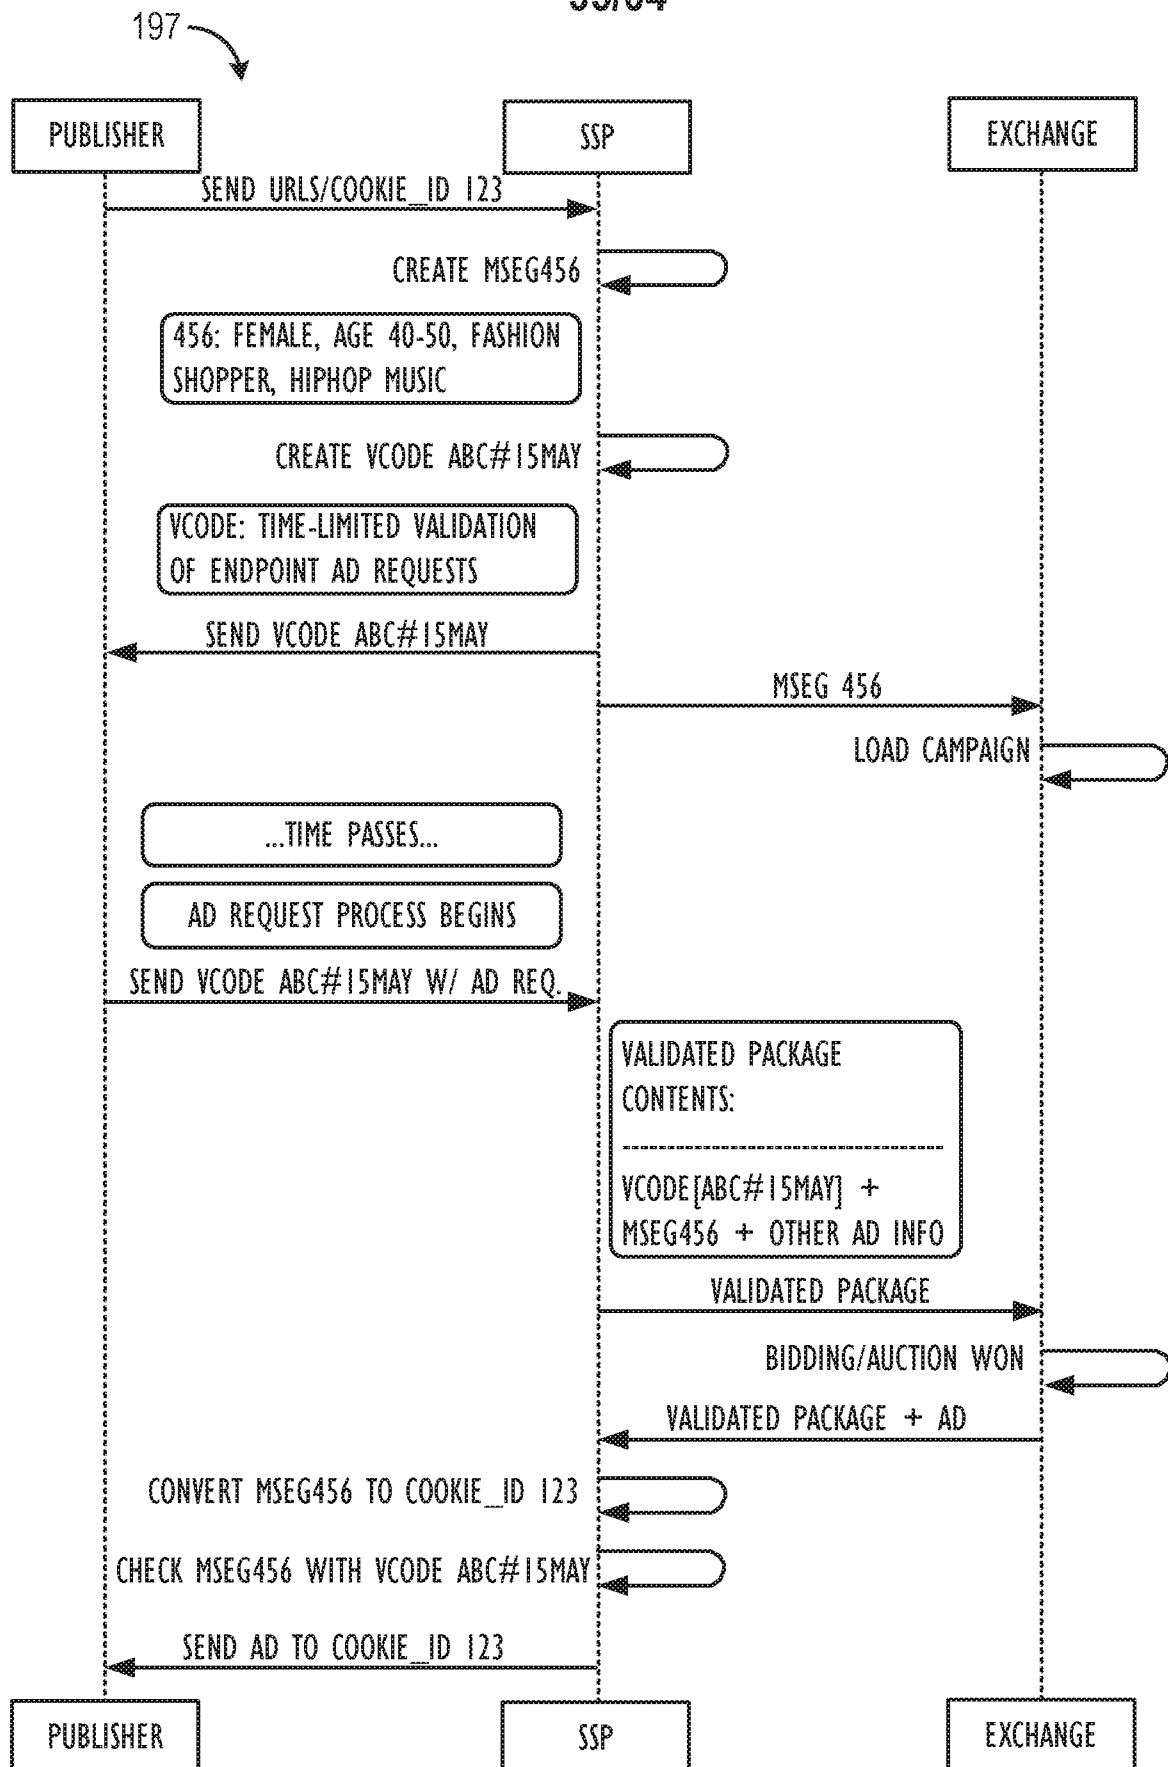 197
PUBLISHER
SSP
EXCHANGE
SEND URLS/COOKIE_ID 123
CREATE MSEG456
456: FEMALE, AGE 40-50, FASHION
SHOPPER, HIPHOP MUSIC
CREATE VCODE ABC#15MAY
VCODE: TIME-LIMITED VALIDATION
OF ENDPOINT AD REQUESTS
SEND VCODE ABC#15MAY
MSEG 456
LOAD CAMPAIGN
...TIME PASSES...
AD REQUEST PROCESS BEGINS
SEND VCODE ABC#15MAY W/ AD REQ.
VALIDATED PACKAGE
CONTENTS:
VCODE[ABC#15MAY] +
MSEG456 + OTHER AD INFO
VALIDATED PACKAGE
BIDDING/AUCTION WON
VALIDATED PACKAGE + AD
CONVERT MSEG456 TO COOKIE_ID 123
CHECK MSEG456 WITH VCODE ABC#15MAY
SEND AD TO COOKIE_ID 123
PUBLISHER
SSP
EXCHANGE